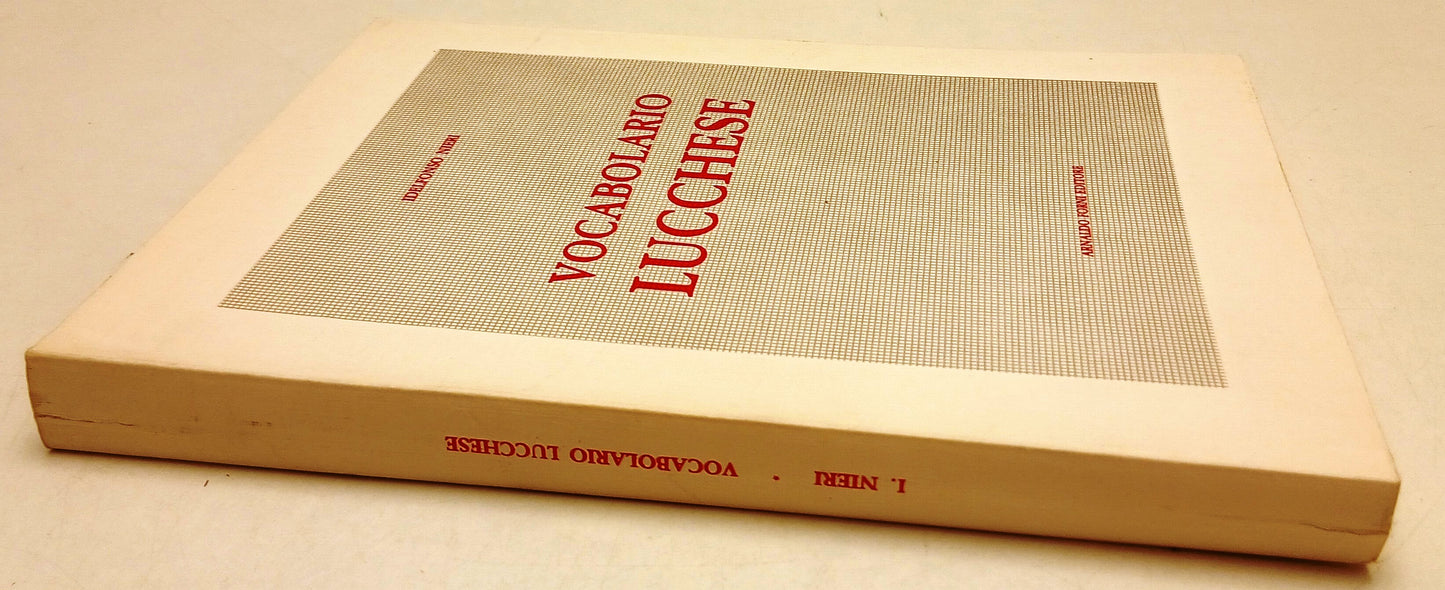 IDELFONSO NIERI
VOCABOLARIO
LUCCHESE
ARNALDO FORNI EDITORE
I. NIERI • VOCABOLARIO LUCCHESE